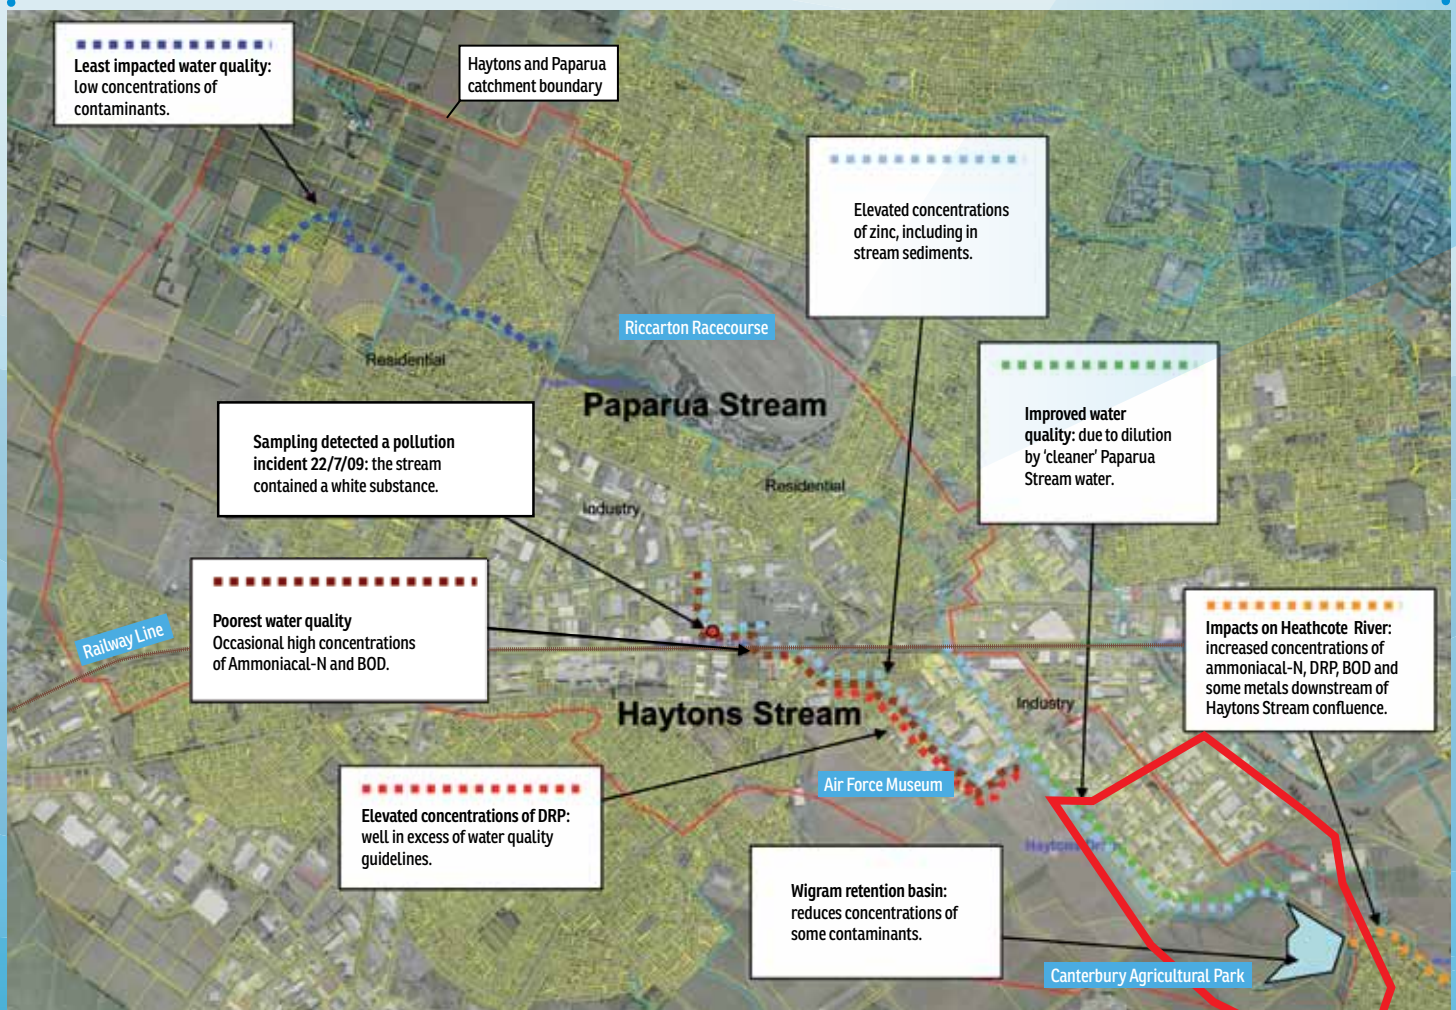 Least impacted water quality:
low concentrations of
contaminants.
Haytons and Paparua
catchment boundary
Elevated concentrations
of zinc, including in
stream sediments.
Riccarton Racecourse
Residential
Paparua Stream
Improved water
quality: due to dilution
by ‘cleaner’ Paparua
Stream water.
Sampling detected a pollution
incident 22/7/09: the stream
contained a white substance.
Residential
Industry
Poorest water quality
Occasional high concentrations
of Ammoniacal-N and BOD.
Railway Line
Impacts on Heathcote River:
increased concentrations of
ammoniacal-N, DRP, BOD and
some metals downstream of
Haytons Stream confluence.
Haytons Stream
Industry
Air Force Museum
Elevated concentrations of DRP:
well in excess of water quality
guidelines.
Haytons
Wigram retention basin:
reduces concentrations of
some contaminants.
Canterbury Agricultural Park